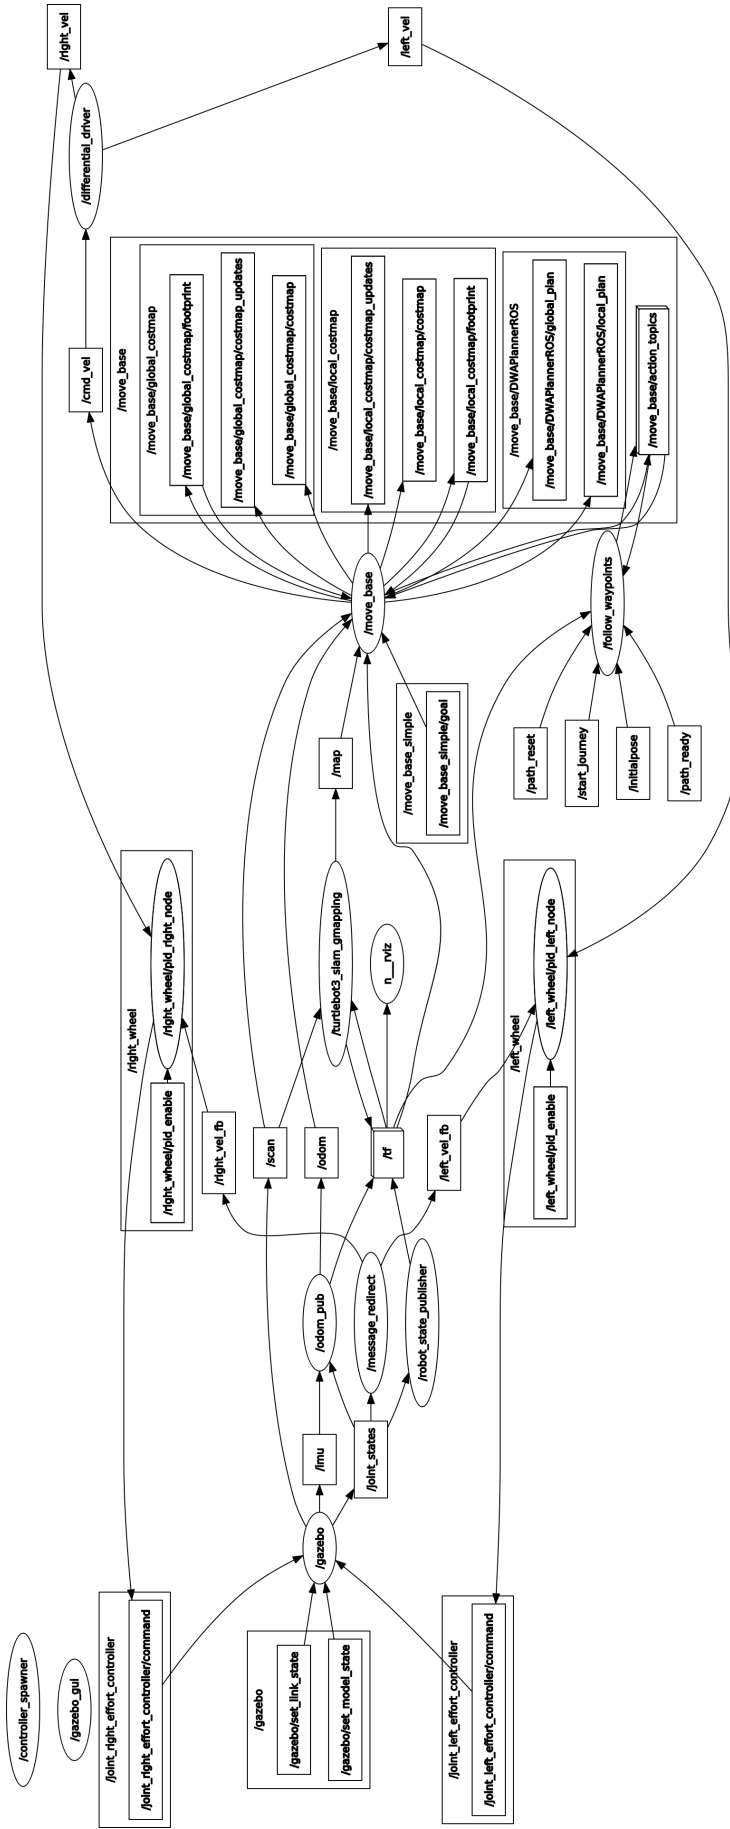 /controller_spawner
/gazebo_gui
/joint_right_effort_controller
/joint_right_effort_controller/command
/gazebo
/gazebo/set_link_state
/gazebo/set_model_state
/joint_left_effort_controller
/joint_left_effort_controller/command
/gazebo
/imu
/joint_states
/odom_pub
/message_redirect
/robot_state_publisher
/right_wheel
/right_wheel/pid_enable
/right_wheel/pid_right_node
/right_vel_fb
/scan
/odom
/tf
/left_vel_fb
/left_wheel
/left_wheel/pid_enable
/left_wheel/pid_left_node
/turtlebot3_slam_gmapping
n__rviz
/map
/move_base_simple
/move_base_simple/goal
/path_reset
/start_journey
/initialpose
/path_ready
/move_base
/follow_waypoints
/cmd_vel
/move_base
/move_base/global_costmap
/move_base/global_costmap/footprint
/move_base/global_costmap/costmap_updates
/move_base/global_costmap/costmap
/move_base/local_costmap
/move_base/local_costmap/costmap_updates
/move_base/local_costmap/costmap
/move_base/local_costmap/footprint
/move_base/DWAPlannerROS
/move_base/DWAPlannerROS/global_plan
/move_base/DWAPlannerROS/local_plan
/move_base/action_topics
/differential_driver
/right_vel
/left_vel